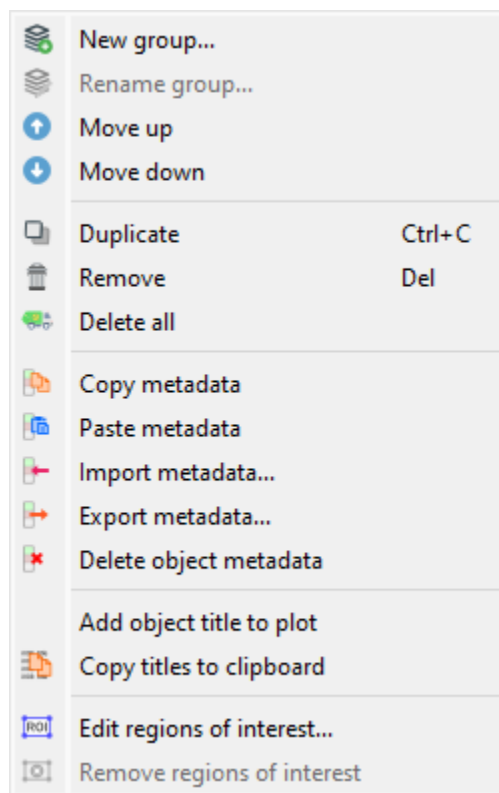 New group...
Rename group...
Move up
Move down
Duplicate Ctrl+C
Remove Del
Delete all
Copy metadata
Paste metadata
Import metadata...
Export metadata...
Delete object metadata
Add object title to plot
Copy titles to clipboard
ROI Edit regions of interest...
Remove regions of interest